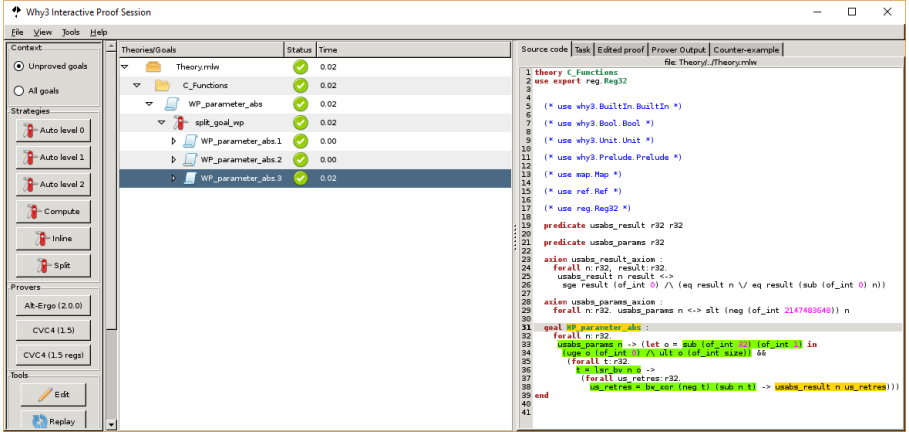 Why3 Interactive Proof Session
File View Tools Help
Context
Unproved goals
All goals
Strategies
Auto level 0
Auto level 1
Auto level 2
Compute
Inline
Split
Provers
Alt-Ergo (2.0.0)
CVC4 (1.5)
CVC4 (1.5 regs)
Tools
Edit
Replay
Theories/Goals Status Time
Theory.mlw 0.02
C_Functions 0.02
WP_parameter_abs 0.02
split_goal_wp 0.02
WP_parameter_abs.1 0.00
WP_parameter_abs.2 0.00
WP_parameter_abs.3 0.02
Source code Task Edited proof Prover Output Counter-example
file: Theory/../Theory.mlw
1 theory C_Functions
2 use export reg.Reg32
3
4
5 (* use why3.BuiltIn.BuiltIn *)
6
7 (* use why3.Bool.Bool *)
8
9 (* use why3.Unit.Unit *)
10
11 (* use why3.Prelude.Prelude *)
12
13 (* use map.Map *)
14
15 (* use ref.Ref *)
16
17 (* use reg.Reg32 *)
18
19 predicate usabs_result r32 r32
20
21 predicate usabs_params r32
22
23 axiom usabs_result_axiom :
24 forall n:r32, result:r32.
25 usabs_result n result <->
26 sge result (of_int 0) /\ (eq result n \/ eq result (sub (of_int 0) n))
27
28 axiom usabs_params_axiom :
29 forall n:r32. usabs_params n <-> slt (neg (of_int 2147483648)) n
30
31 goal WP_parameter_abs :
32 forall n:r32.
33 usabs_params n -> (let o = sub (of_int 32) (of_int 1) in
34 (uge o (of_int 0) /\ ult o (of_int size)) &&
35 (forall t:r32.
36 t = lsr_bv n o ->
37 (forall us_retres:r32.
38 us_retres = bw_xor (neg t) (sub n t) -> usabs_result n us_retres)))
39 end
40
41